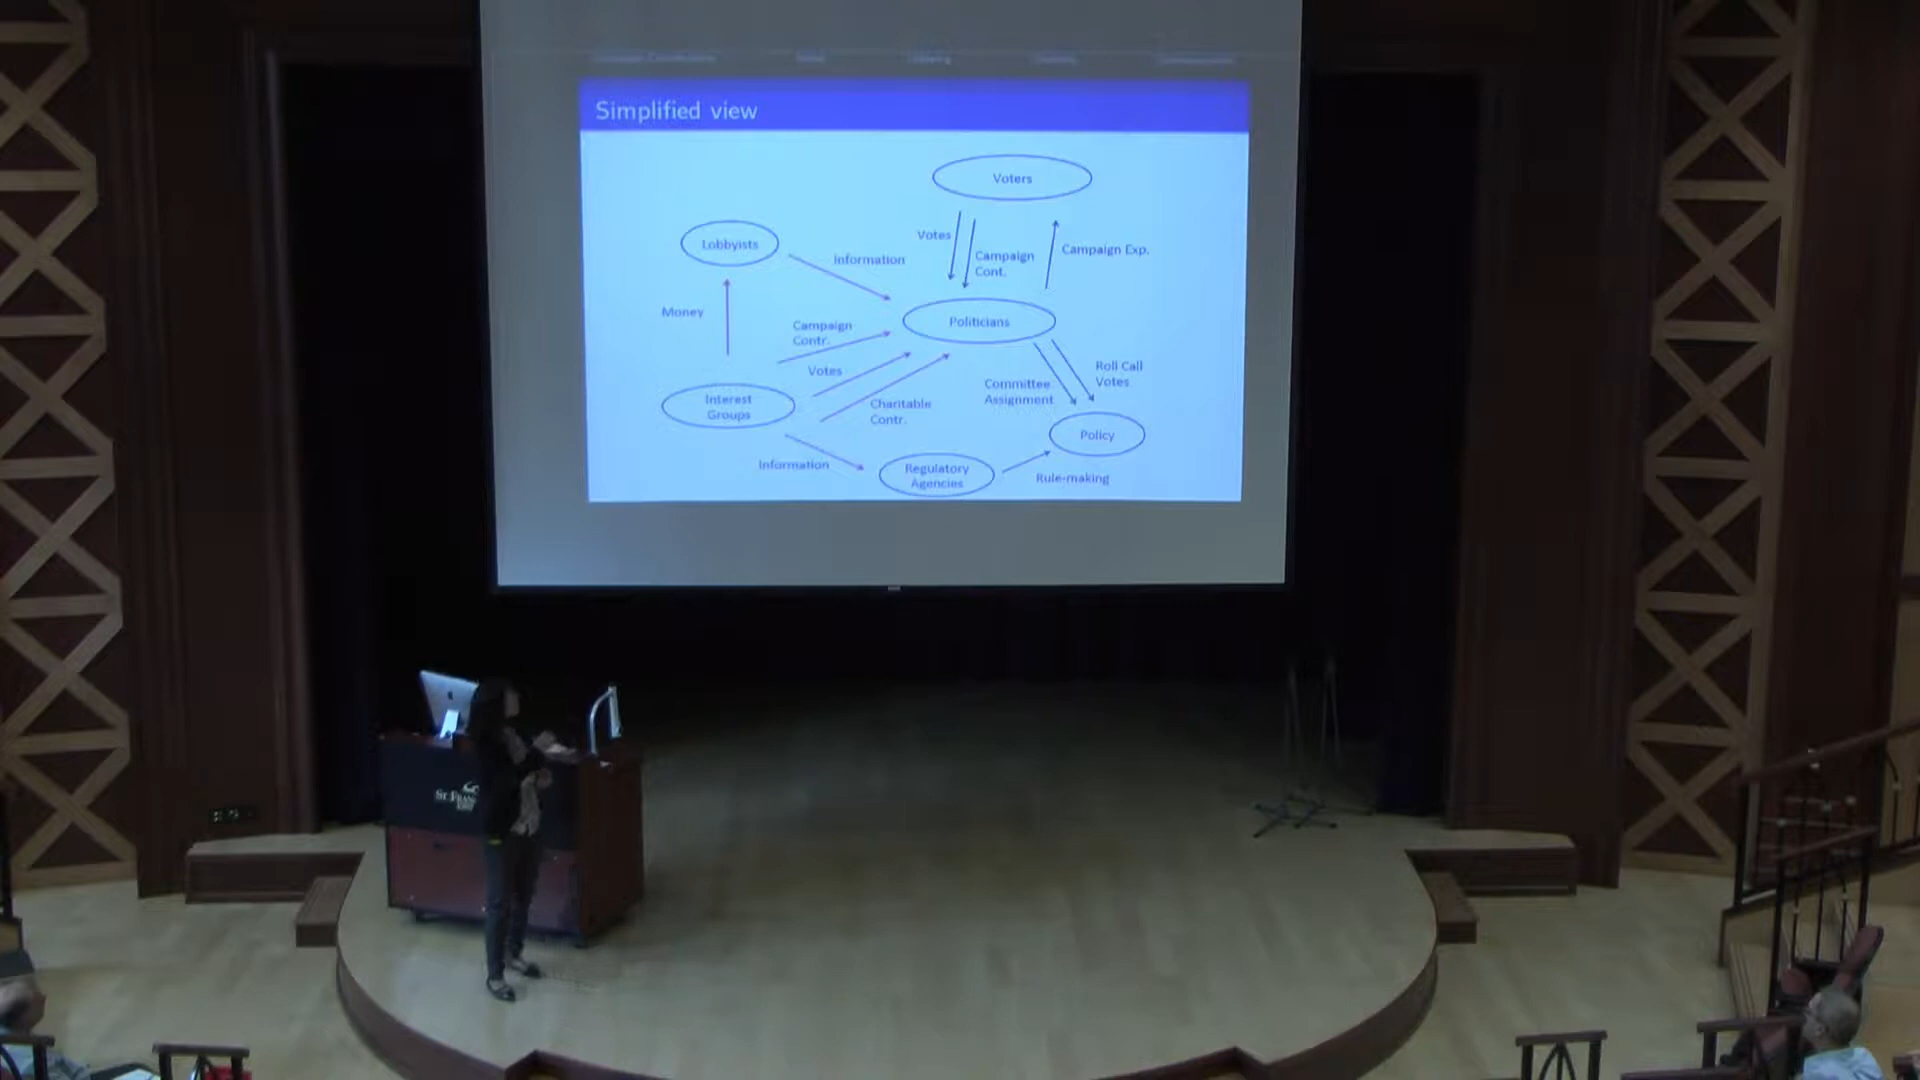 Simplified view
Voters
Lobbyists
Votes
Campaign
Cont.
Campaign Exp.
Information
Money
Politicians
Campaign
Contr.
Votes
Roll Call
Votes
Committee
Assignment
Interest
Groups
Charitable
Contr.
Policy
Information
Regulatory
Agencies
Rule-making